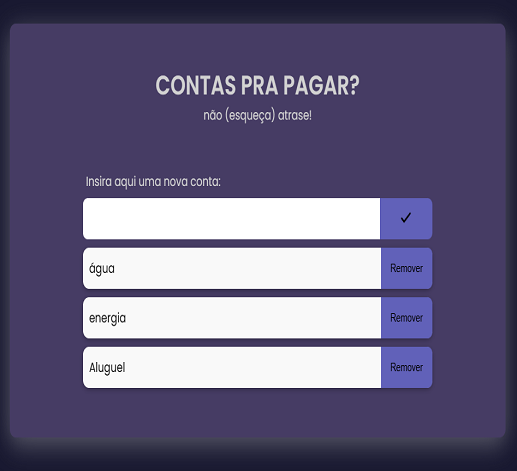 CONTAS PRA PAGAR?
não (esqueça) atrase!
Insira aqui uma nova conta:
✓
água Remover
energia Remover
Aluguel Remover